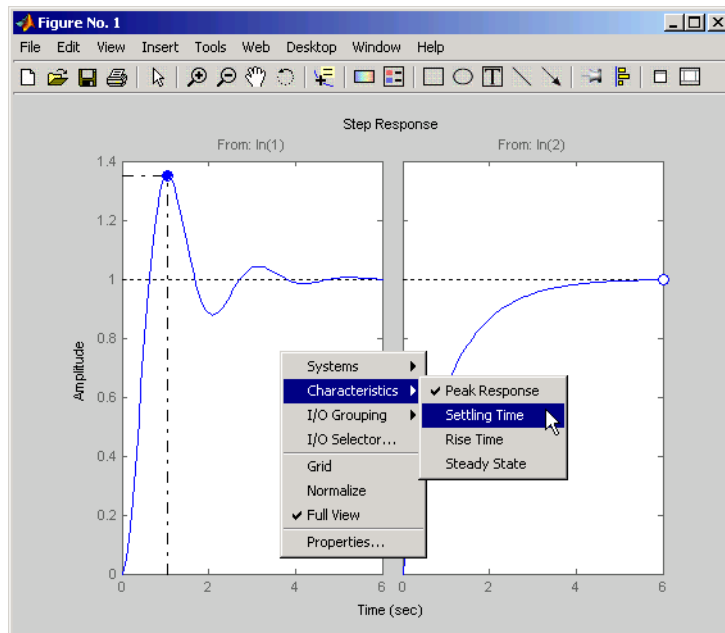 Figure No. 1
File Edit View Insert Tools Web Desktop Window Help
T
Step Response
From: In(1) From: In(2)
1.4
1.2
1
0.8
0.6
0.4
0.2
0
Amplitude
0 2 4 6 0 2 4 6
Time (sec)
Systems
Characteristics
I/O Grouping
I/O Selector...
Grid
Normalize
Full View
Properties...
Peak Response
Settling Time
Rise Time
Steady State